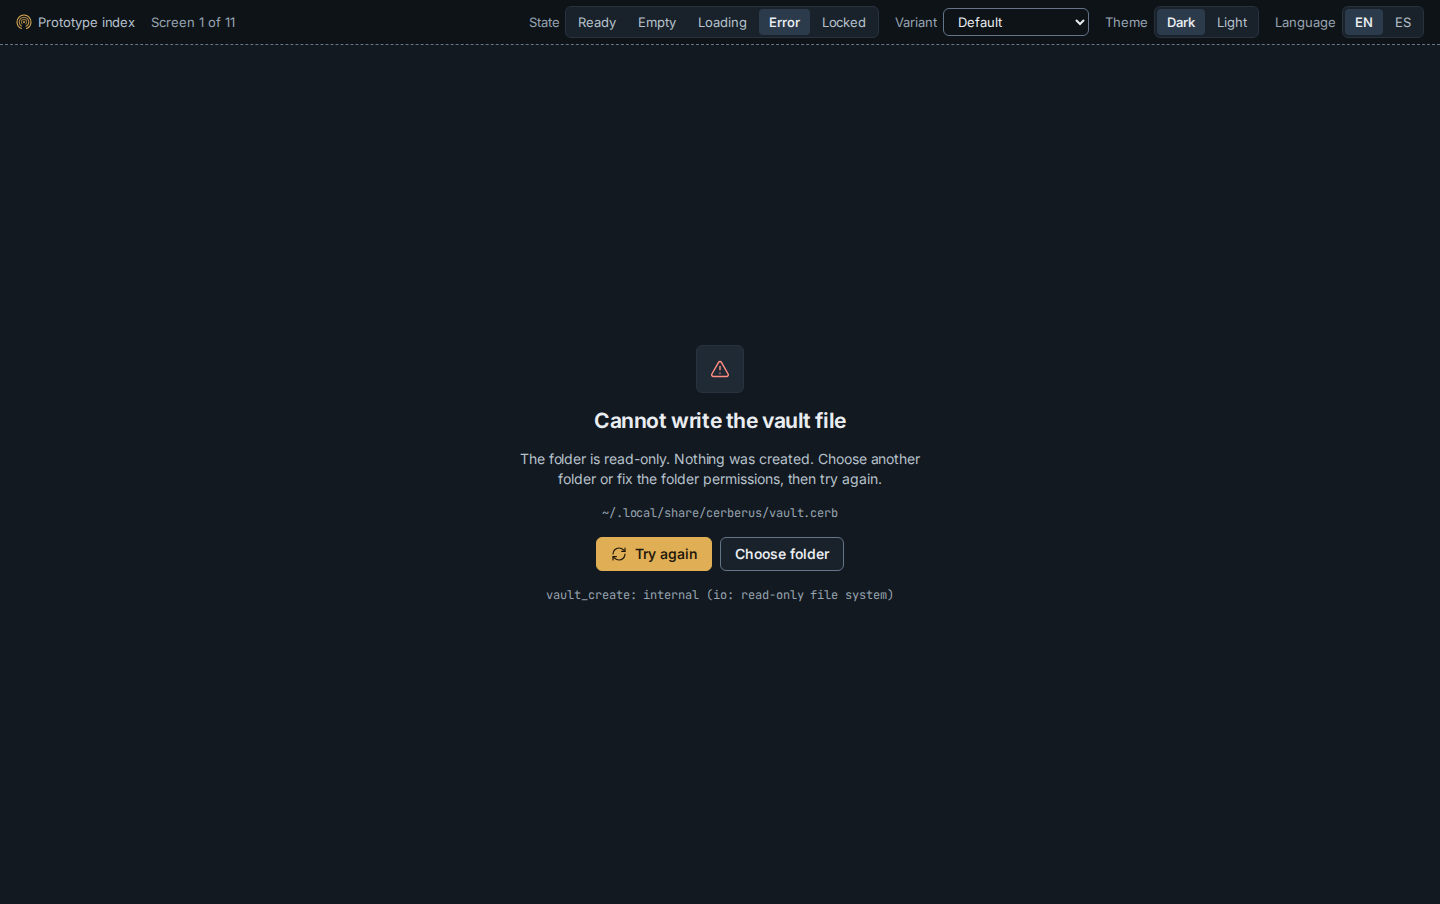 Prototype index Screen 1 of 11 State Ready Empty Loading Error Locked Variant Default Theme Dark Light Language EN ES
Cannot write the vault file
The folder is read-only. Nothing was created. Choose another
folder or fix the folder permissions, then try again.
~/.local/share/cerberus/vault.cerb
Try again Choose folder
vault_create: internal (io: read-only file system)